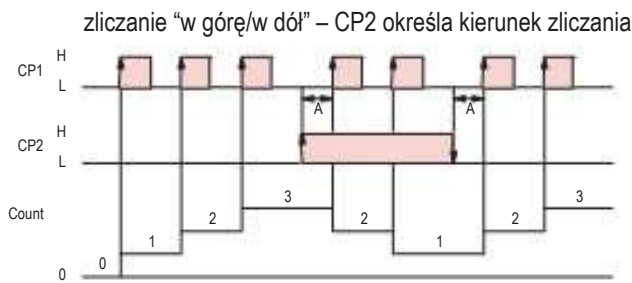 zliczanie “w górę/w dół” – CP2 określa kierunek zliczania
H
CP1
L
A A
H
CP2
L
3 3
Count 2 2 2
1 1
0
0